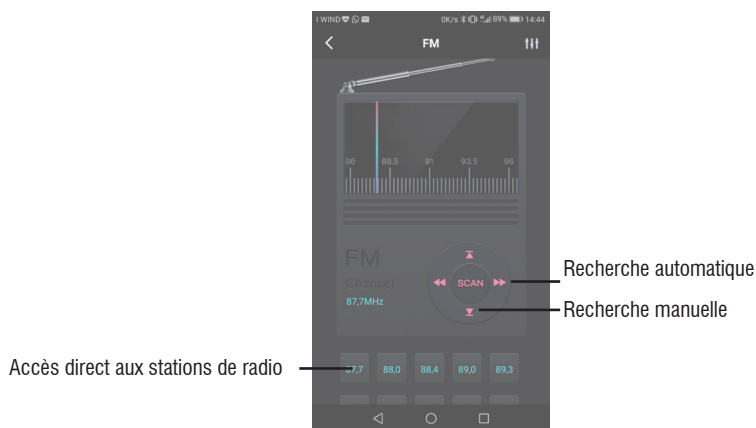 I WIND 0K/s 89% 14:44
FM
86 88.5 91 93.5 96
FM
Channel
87,7MHz
SCAN
Recherche automatique
Recherche manuelle
Accès direct aux stations de radio
87,7 88,0 88,4 89,0 89,3